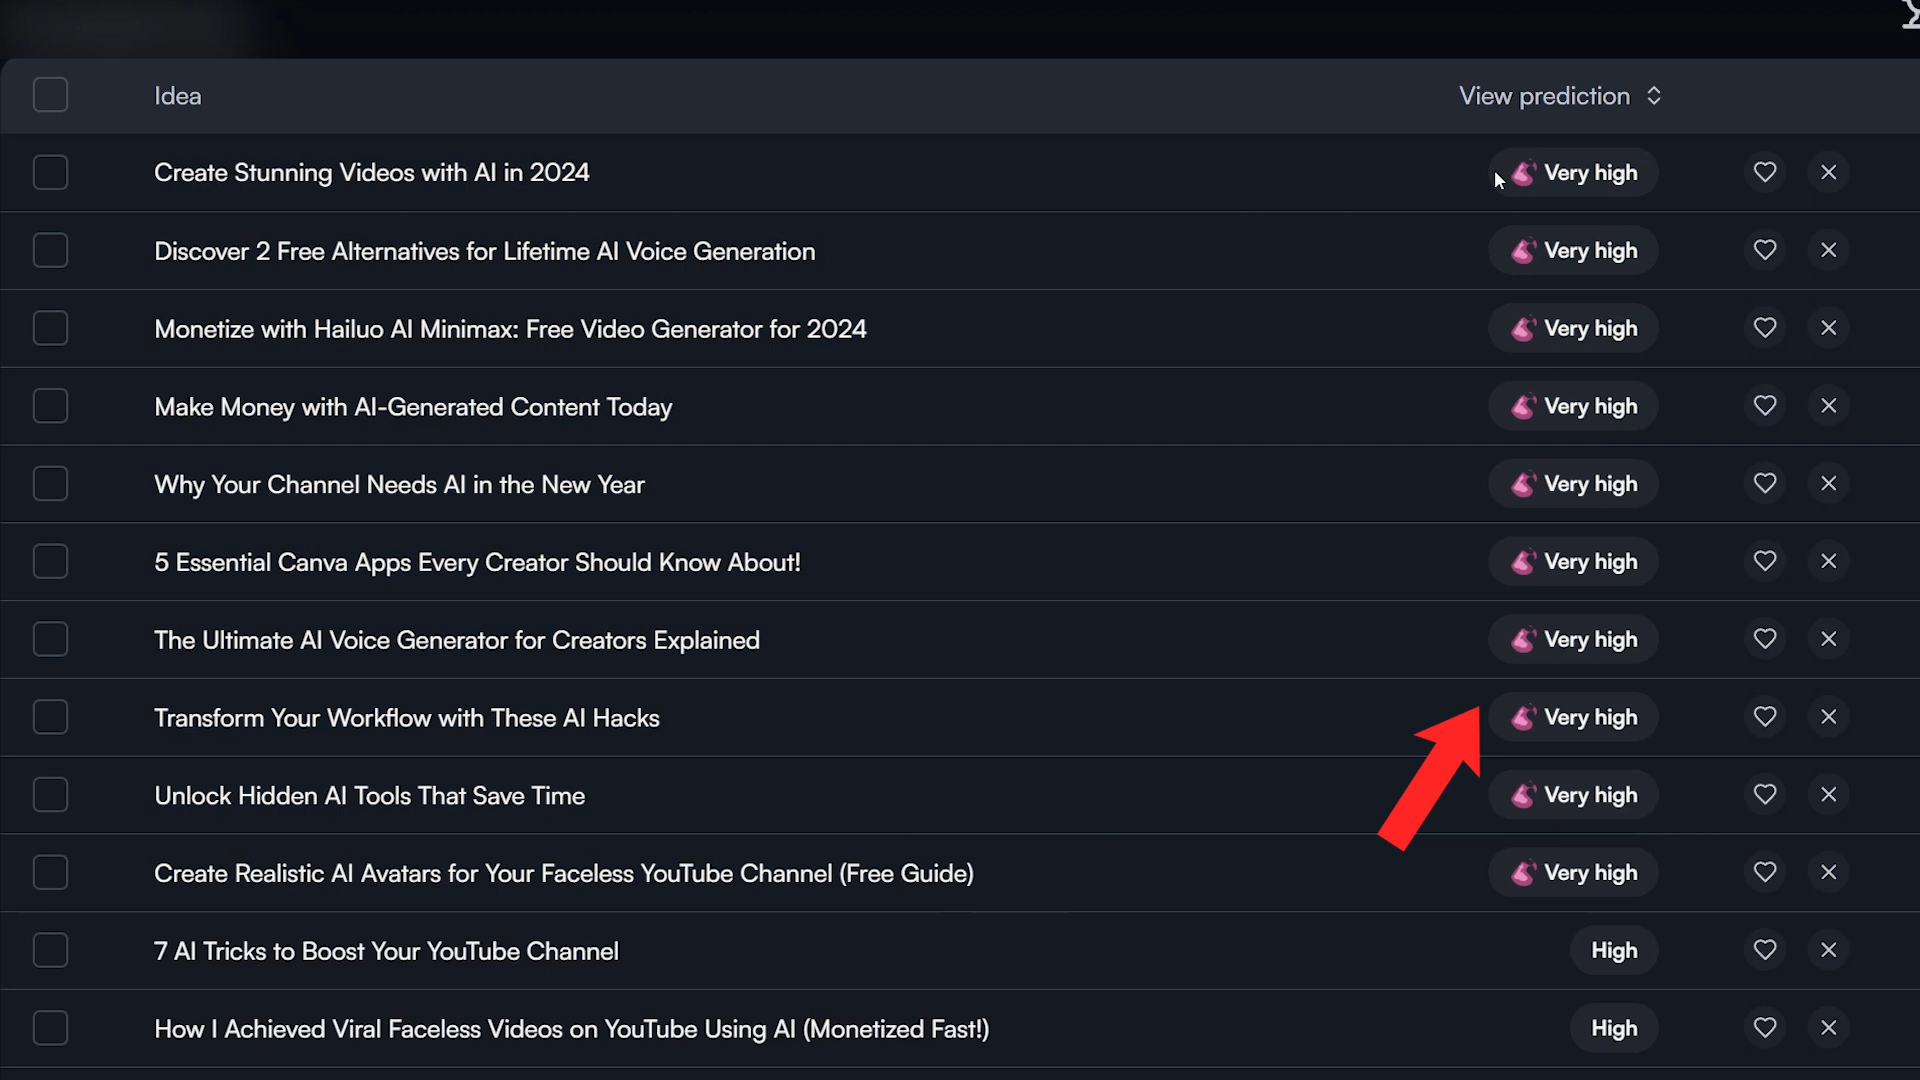 Idea View prediction
Create Stunning Videos with AI in 2024 Very high
Discover 2 Free Alternatives for Lifetime AI Voice Generation Very high
Monetize with Hailuo AI Minimax: Free Video Generator for 2024 Very high
Make Money with AI-Generated Content Today Very high
Why Your Channel Needs AI in the New Year Very high
5 Essential Canva Apps Every Creator Should Know About! Very high
The Ultimate AI Voice Generator for Creators Explained Very high
Transform Your Workflow with These AI Hacks Very high
Unlock Hidden AI Tools That Save Time Very high
Create Realistic AI Avatars for Your Faceless YouTube Channel (Free Guide) Very high
7 AI Tricks to Boost Your YouTube Channel High
How I Achieved Viral Faceless Videos on YouTube Using AI (Monetized Fast!) High